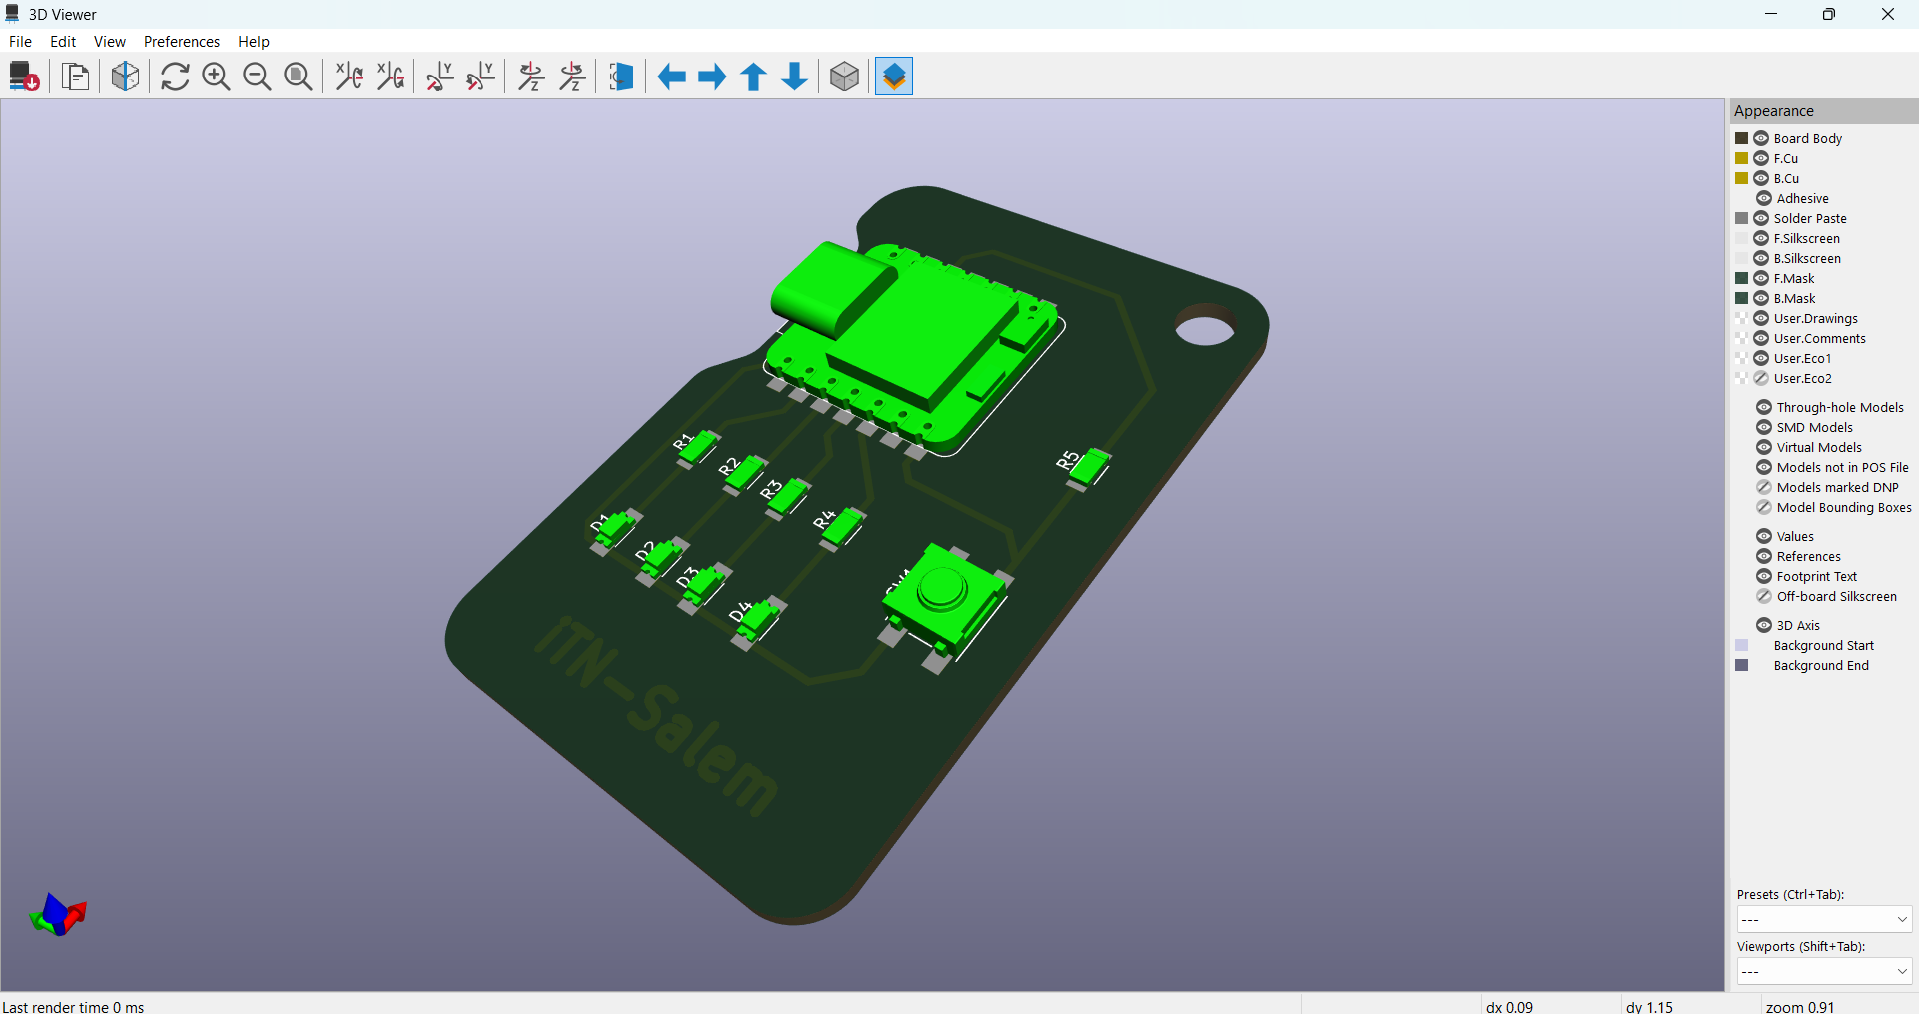 3D Viewer
File Edit View Preferences Help
Appearance
Board Body
F.Cu
B.Cu
Adhesive
Solder Paste
F.Silkscreen
B.Silkscreen
F.Mask
B.Mask
User.Drawings
User.Comments
User.Eco1
User.Eco2
Through-hole Models
SMD Models
Virtual Models
Models not in POS File
Models marked DNP
Model Bounding Boxes
Values
References
Footprint Text
Off-board Silkscreen
3D Axis
Background Start
Background End
Presets (Ctrl+Tab):
---
Viewports (Shift+Tab):
---
R1
R2
R3
R4
R5
D1
D2
D3
D4
iTN-Salem
Last render time 0 ms
dx 0.09
dy 1.15
zoom 0.91